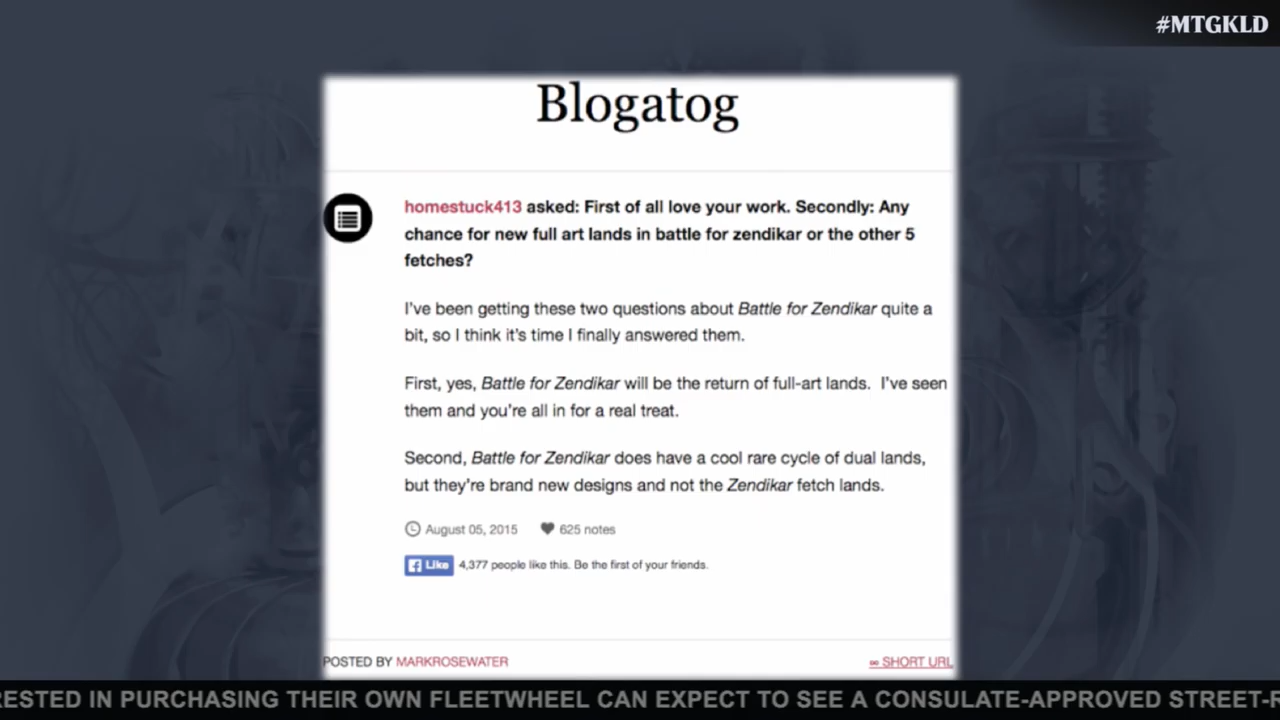 #MTGKLD
Blogatog
homestuck413 asked: First of all love your work. Secondly: Any
chance for new full art lands in battle for zendikar or the other 5
fetches?
I've been getting these two questions about Battle for Zendikar quite a
bit, so I think it's time I finally answered them.
First, yes, Battle for Zendikar will be the return of full-art lands. I've seen
them and you're all in for a real treat.
Second, Battle for Zendikar does have a cool rare cycle of dual lands,
but they're brand new designs and not the Zendikar fetch lands.
August 05, 2015 625 notes
Like 4,377 people like this. Be the first of your friends.
POSTED BY MARKROSEWATER ∞ SHORT URL
RESTED IN PURCHASING THEIR OWN FLEETWHEEL CAN EXPECT TO SEE A CONSULATE-APPROVED STREET-